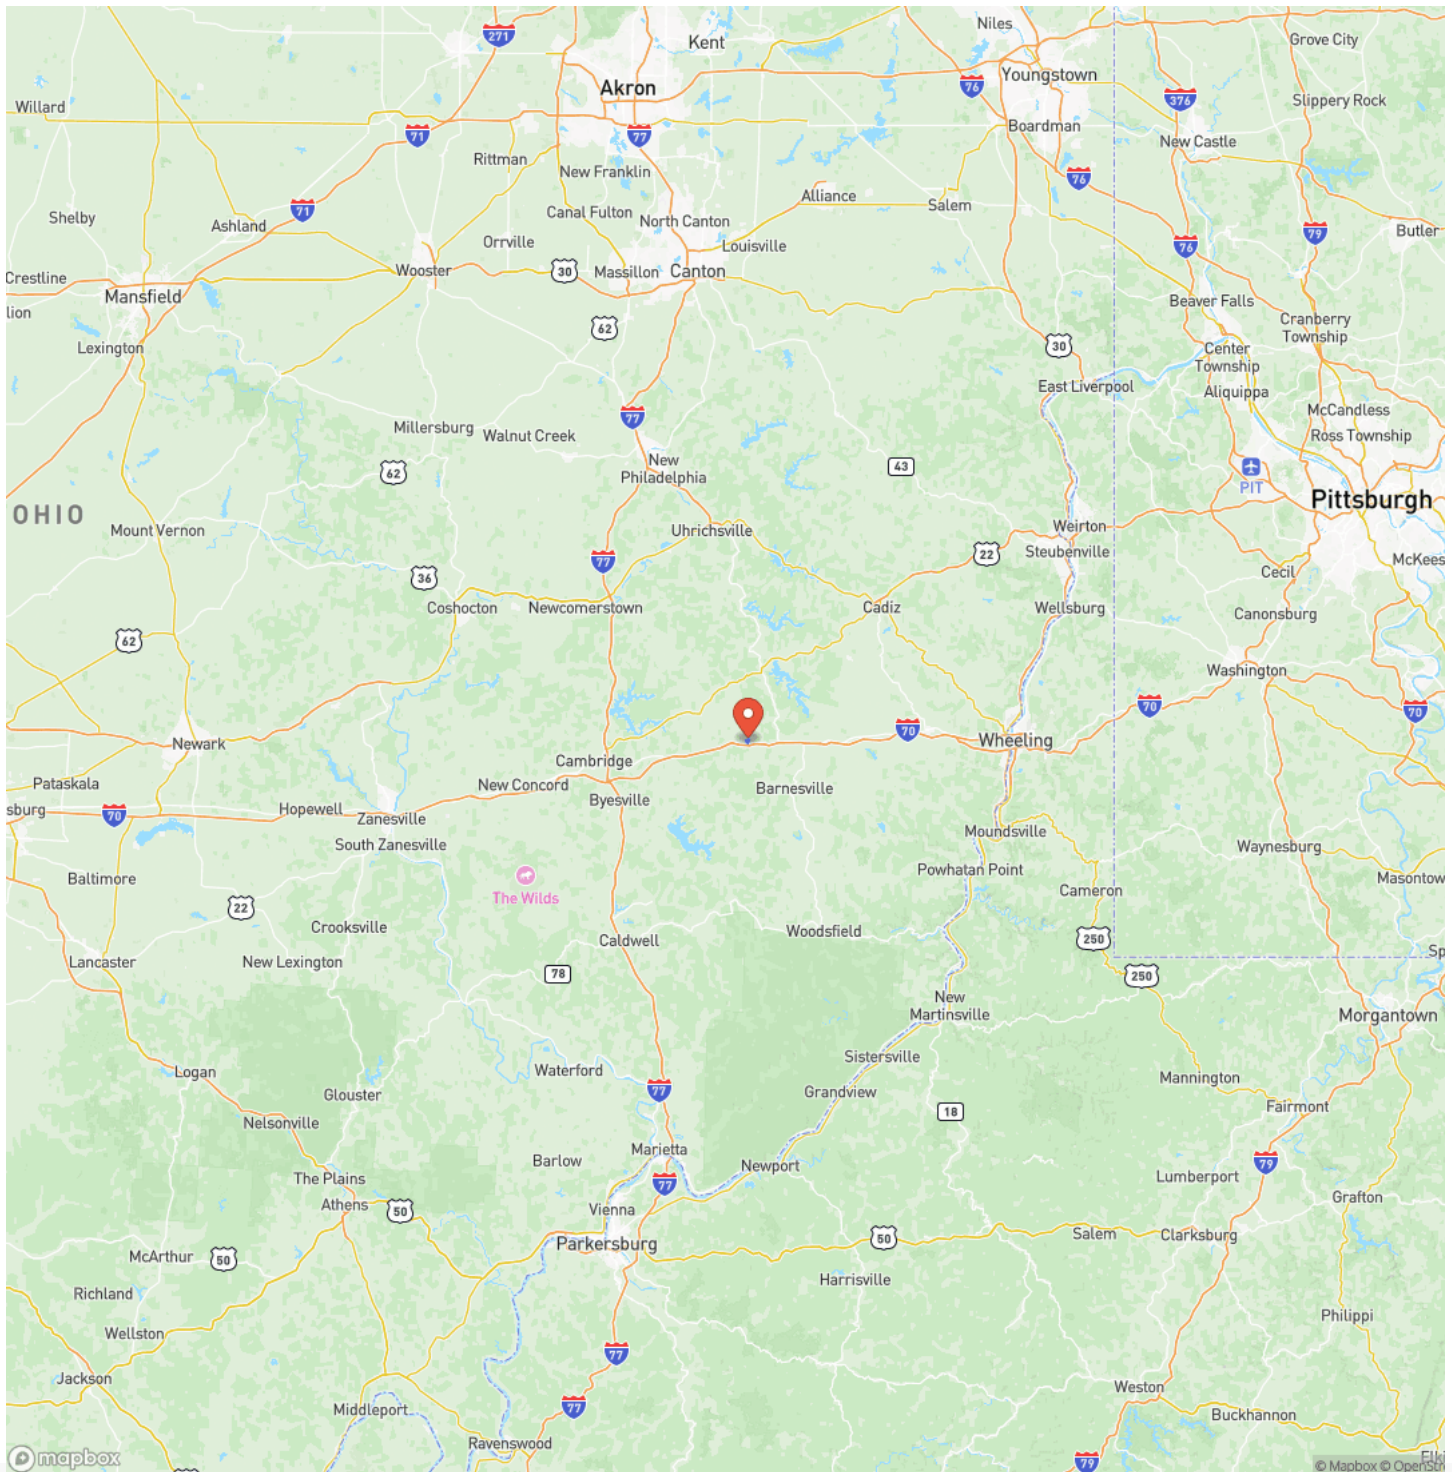 Niles
271
Kent
Grove City
Akron
Youngstown
76
376
Slippery Rock
Willard
71
77
Boardman
New Castle
Rittman
New Franklin
76
Alliance
Shelby
71
Ashland
Canal Fulton
North Canton
Salem
79
Butler
Orrville
Louisville
76
Crestline
Wooster
30
Massillon
Canton
Mansfield
Beaver Falls
lion
62
Cranberry
Township
Lexington
30
Center
Township
East Liverpool
Aliquipa
77
McCandless
Millersburg
Walnut Creek
Ross Township
New
Philadelphia
43
62
PIT
Pittsburgh
OHIO
Mount Vernon
Uhrichsville
Weirton
22
Steubenville
77
McKees
36
Cecil
Coshocton
Newcomerstown
Cadiz
Wellsburg
Canonsburg
62
Washington
70
70
Newark
70
Wheeling
Cambridge
Pataskala
New Concord
Barnesville
sburg
70
Hopewell
Byesville
Zanesville
Moundsville
South Zanesville
Waynesburg
Powhatan Point
Baltimore
The Wilds
Cameron
Masontow
22
Crooksville
Woodsfield
Caldwell
250
Lancaster
New Lexington
78
250
Sp
New
Martinsville
Morgantown
Sistersville
Logan
Waterford
Mannington
Glouster
77
Grandview
Fairmont
18
Nelsonville
Marietta
Barlow
Newport
79
The Plains
77
Lumberport
Athens
50
Vienna
Grafton
Parkersburg
50
Salem
Clarksburg
McArthur
50
Harrisville
Richland
Philippi
Wellston
77
Jackson
Weston
Middleport
77
Buckhannon
Ravenswood
79
mapbox
Elki
© Mapbox © OpenStre